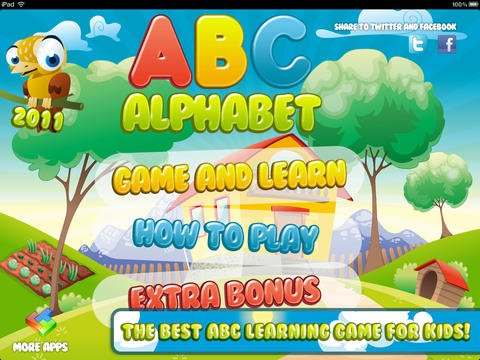 iPad
100%
ABC
SHARE TO TWITTER AND FACEBOOK
t f
ALPHABET
2011
GAME AND LEARN
HOW TO PLAY
EXTRA BONUS
THE BEST ABC LEARNING GAME FOR KIDS!
MORE APPS